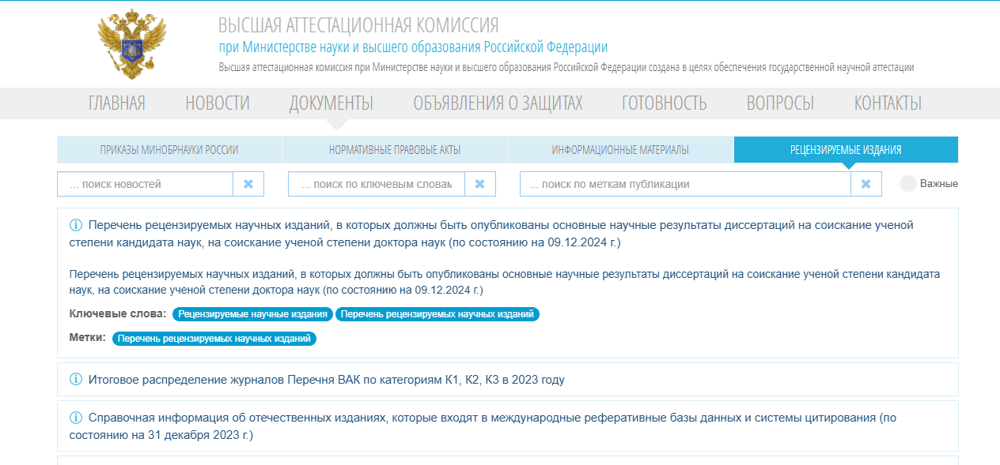 ВЫСШАЯ АТТЕСТАЦИОННАЯ КОМИССИЯ
при Министерстве науки и высшего образования Российской Федерации
Высшая аттестационная комиссия при Министерстве науки и высшего образования Российской Федерации создана в целях обеспечения государственной научной аттестации
ГЛАВНАЯ НОВОСТИ ДОКУМЕНТЫ ОБЪЯВЛЕНИЯ О ЗАЩИТАХ ГОТОВНОСТЬ ВОПРОСЫ КОНТАКТЫ
ПРИКАЗЫ МИНОБРНАУКИ РОССИИ НОРМАТИВНЫЕ ПРАВОВЫЕ АКТЫ ИНФОРМАЦИОННЫЕ МАТЕРИАЛЫ РЕЦЕНЗИРУЕМЫЕ ИЗДАНИЯ
... поиск новостей ... поиск по ключевым словам ... поиск по меткам публикации Важные
Перечень рецензируемых научных изданий, в которых должны быть опубликованы основные научные результаты диссертаций на соискание ученой
степени кандидата наук, на соискание ученой степени доктора наук (по состоянию на 09.12.2024 г.)
Перечень рецензируемых научных изданий, в которых должны быть опубликованы основные научные результаты диссертаций на соискание ученой степени кандидата
наук, на соискание ученой степени доктора наук (по состоянию на 09.12.2024 г.)
Ключевые слова: Рецензируемые научные издания Перечень рецензируемых научных изданий
Метки: Перечень рецензируемых научных изданий
Итоговое распределение журналов Перечня ВАК по категориям К1, К2, К3 в 2023 году
Справочная информация об отечественных изданиях, которые входят в международные реферативные базы данных и системы цитирования (по
состоянию на 31 декабря 2023 г.)